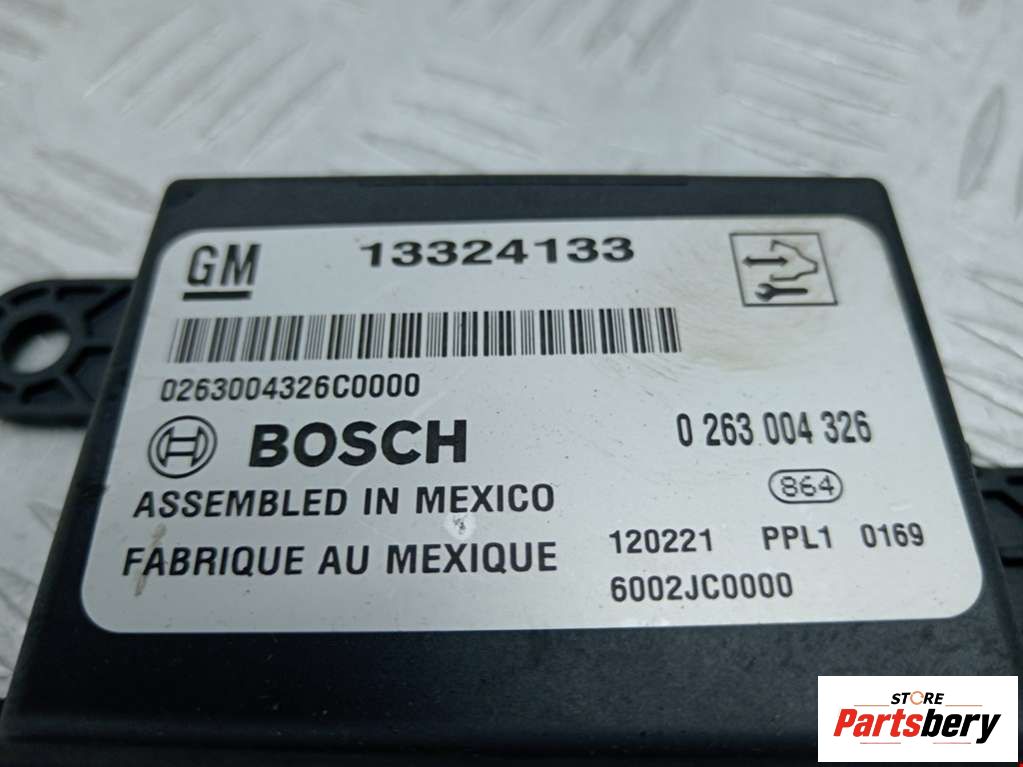 GM 13324133
0263004326C0000
BOSCH 0 263 004 326
ASSEMBLED IN MEXICO 864
FABRIQUE AU MEXIQUE 120221 PPL1 0169
6002JC0000
STORE
Partsbery